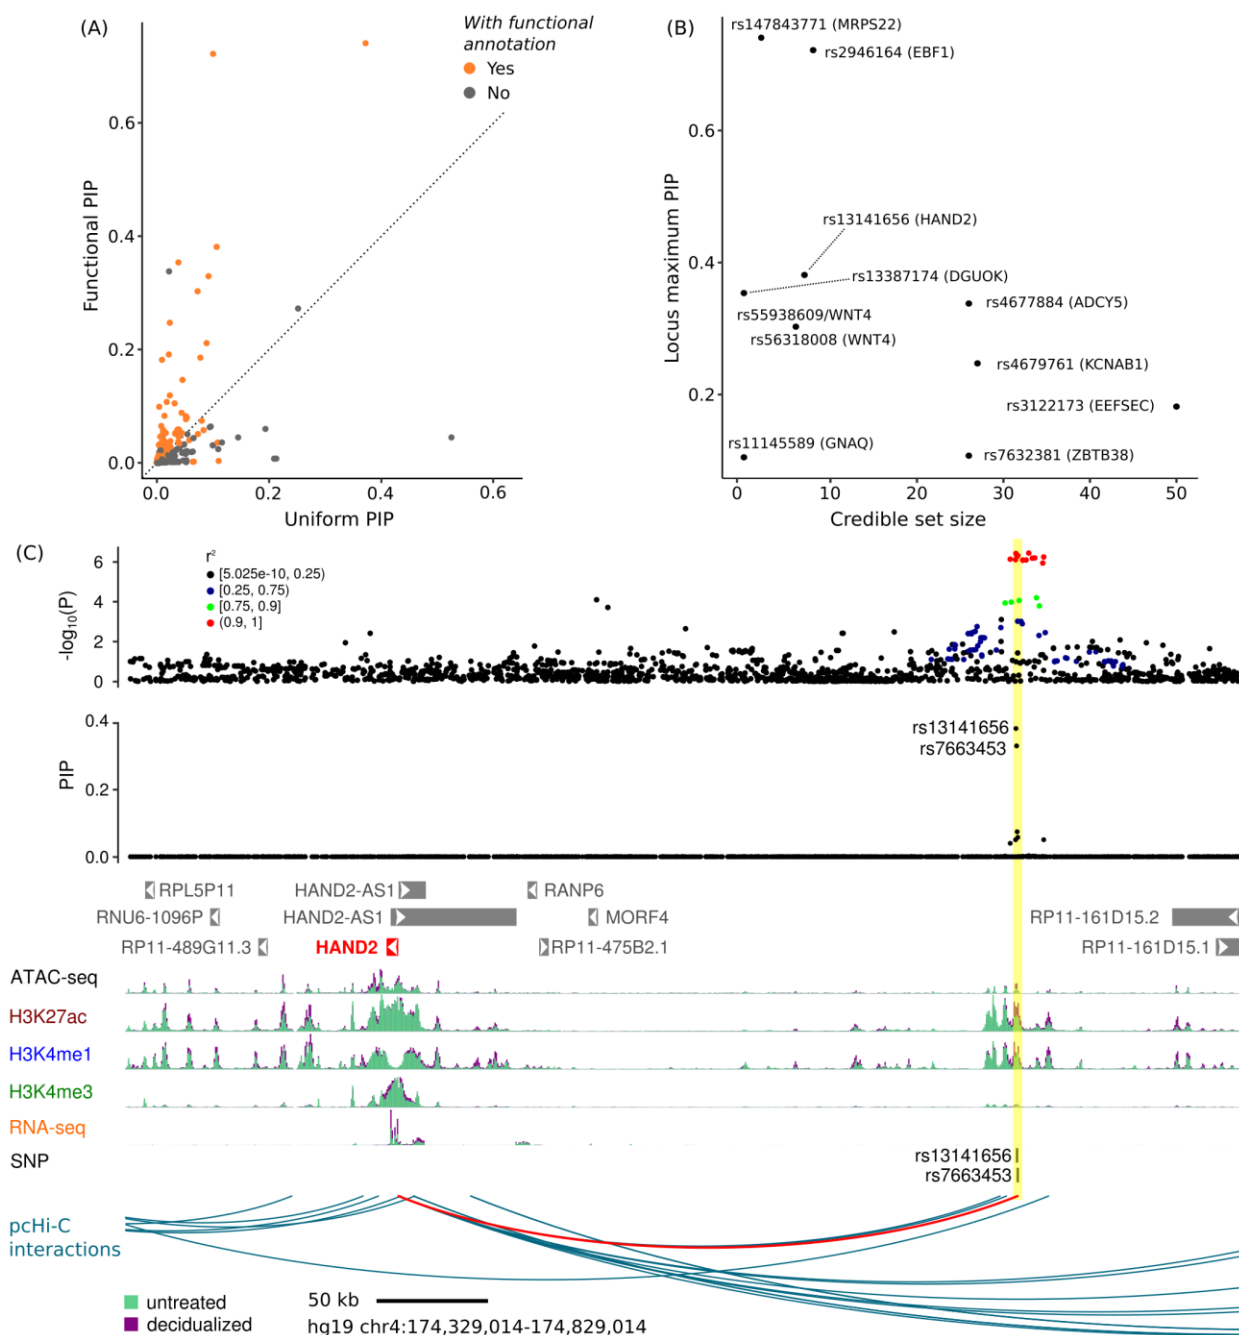 (A)
With functional
annotation
Yes
No
Functional PIP
0.6
0.4
0.2
0.0
0.0
0.2
0.4
0.6
Uniform PIP
(B)
rs147843771 (MRPS22)
rs2946164 (EBF1)
rs13141656 (HAND2)
rs13387174 (DGUOK)
rs55938609/WNT4
rs56318008 (WNT4)
rs4677884 (ADCY5)
rs4679761 (KCNAB1)
rs3122173 (EEFSEC)
rs11145589 (GNAQ)
rs7632381 (ZBTB38)
Locus maximum PIP
0.6
0.4
0.2
0
10
20
30
40
50
Credible set size
(C)
r²
[5.025e-10, 0.25)
[0.25, 0.75)
[0.75, 0.9]
(0.9, 1]
-log₁₀(P)
6
4
2
0
PIP
0.4
0.2
0.0
rs13141656
rs7663453
RPL5P11
HAND2-AS1
RANP6
RNU6-1096P
HAND2-AS1
MORF4
RP11-161D15.2
RP11-489G11.3
HAND2
RP11-475B2.1
RP11-161D15.1
ATAC-seq
H3K27ac
H3K4me1
H3K4me3
RNA-seq
SNP
rs13141656
rs7663453
pcHi-C
interactions
untreated
decidualized
50 kb
hg19 chr4:174,329,014-174,829,014